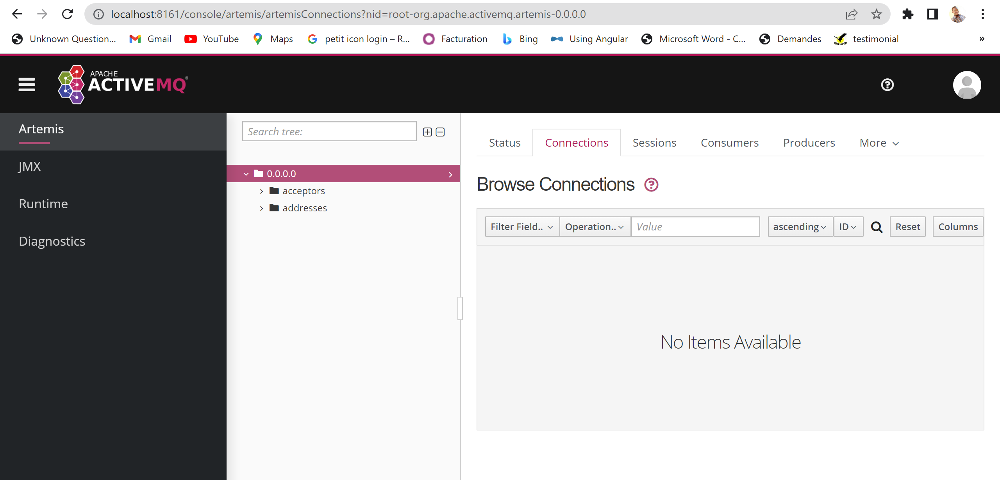 localhost:8161/console/artemis/artemisConnections?nid=root-org.apache.activemq.artemis-0.0.0.0
Unknown Question... Gmail YouTube Maps petit icon login – R... Facturation Bing Using Angular Microsoft Word - C... Demandes testimonial »
APACHE
ACTIVEMQ®
Artemis
JMX
Runtime
Diagnostics
Search tree:
0.0.0.0
acceptors
addresses
Status Connections Sessions Consumers Producers More
Browse Connections
Filter Field.. Operation.. Value ascending ID Reset Columns
No Items Available